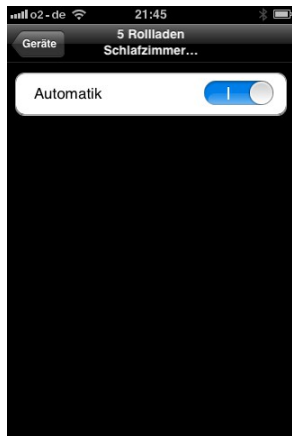 o2-de 21:45
Geräte
5 Rollladen
Schlafzimmer...
Automatik